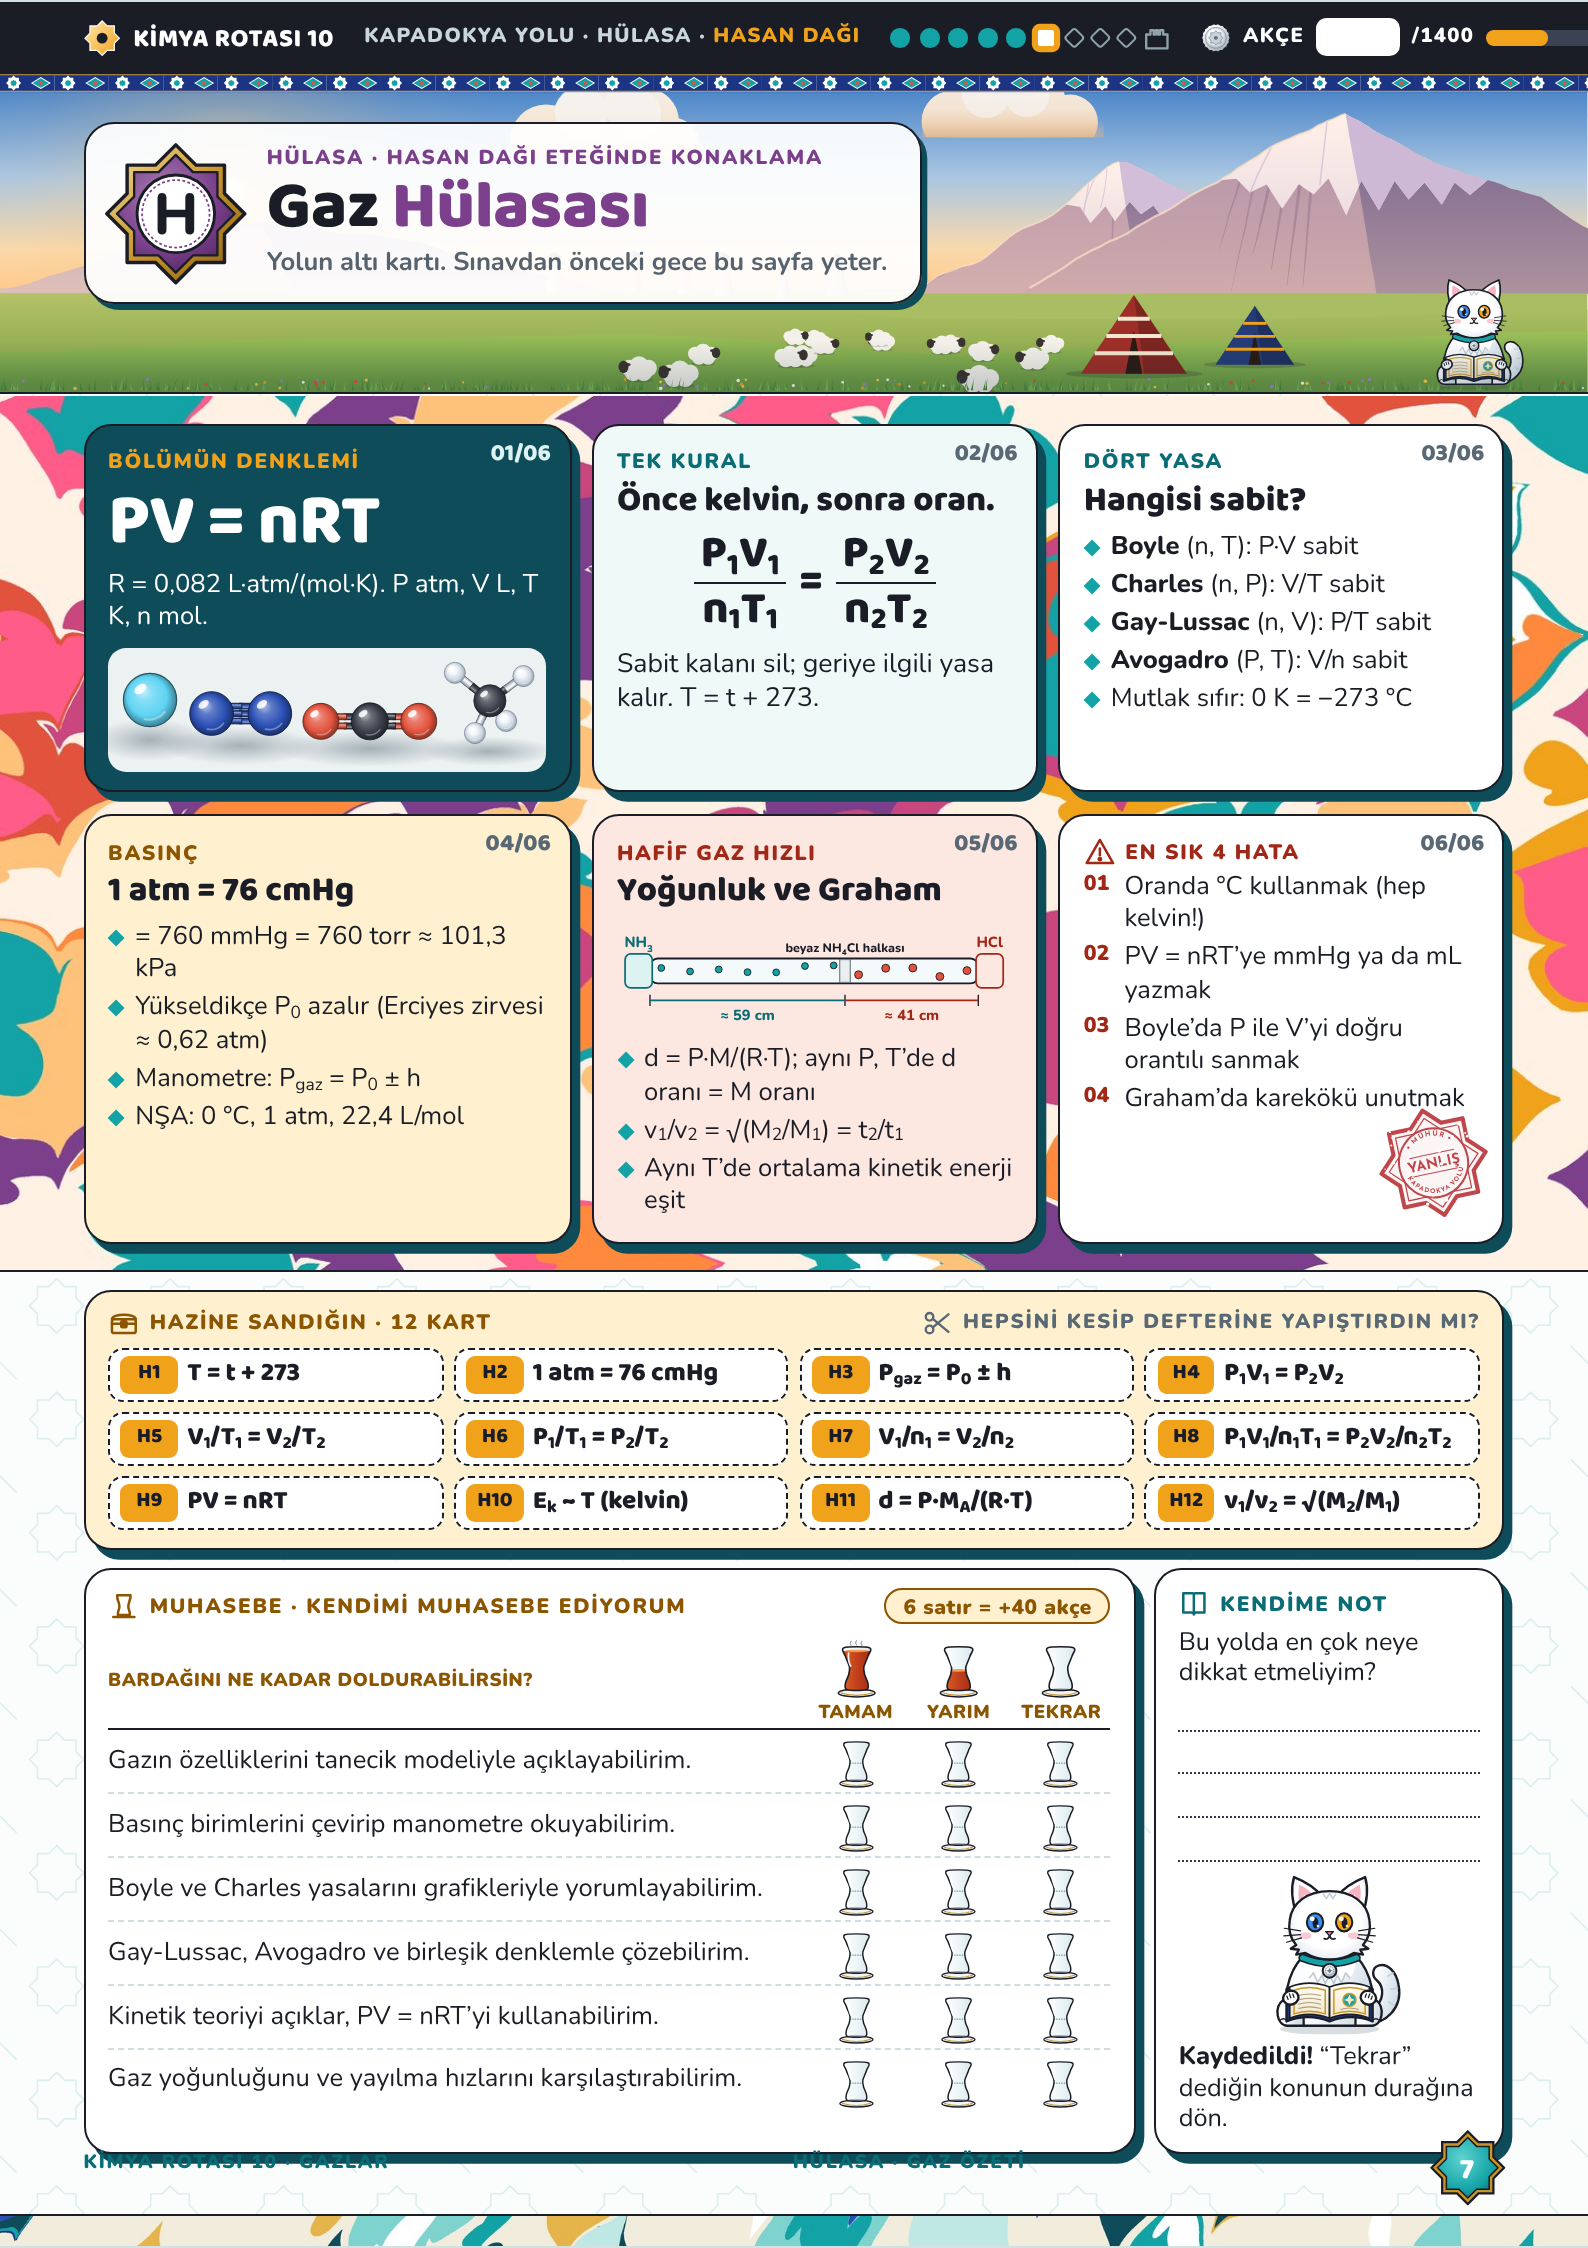 KİMYA ROTASI 10
KAPADOKYA YOLU · HÜLASA · HASAN DAĞI
AKÇE /1400
H
HÜLASA · HASAN DAĞI ETEĞİNDE KONAKLAMA
Gaz Hülasası
Yolun altı kartı. Sınavdan önceki gece bu sayfa yeter.
BÖLÜMÜN DENKLEMİ 01/06
PV = nRT
R = 0,082 L·atm/(mol·K). P atm, V L, T
K, n mol.
TEK KURAL 02/06
Önce kelvin, sonra oran.
P₁V₁ / n₁T₁ = P₂V₂ / n₂T₂
Sabit kalanı sil; geriye ilgili yasa
kalır. T = t + 273.
DÖRT YASA 03/06
Hangisi sabit?
◆ Boyle (n, T): P·V sabit
◆ Charles (n, P): V/T sabit
◆ Gay-Lussac (n, V): P/T sabit
◆ Avogadro (P, T): V/n sabit
◆ Mutlak sıfır: 0 K = −273 °C
BASINÇ 04/06
1 atm = 76 cmHg
◆ = 760 mmHg = 760 torr ≈ 101,3
kPa
◆ Yükseldikçe P₀ azalır (Erciyes zirvesi
≈ 0,62 atm)
◆ Manometre: Pgaz = P₀ ± h
◆ NŞA: 0 °C, 1 atm, 22,4 L/mol
HAFİF GAZ HIZLI 05/06
Yoğunluk ve Graham
NH₃ beyaz NH₄Cl halkası HCl
≈ 59 cm ≈ 41 cm
◆ d = P·M/(R·T); aynı P, T’de d
oranı = M oranı
◆ v₁/v₂ = √(M₂/M₁) = t₂/t₁
◆ Aynı T’de ortalama kinetik enerji
eşit
EN SIK 4 HATA 06/06
01 Oranda °C kullanmak (hep
kelvin!)
02 PV = nRT’ye mmHg ya da mL
yazmak
03 Boyle’da P ile V’yi doğru
orantılı sanmak
04 Graham’da karekökü unutmak
• MÜHÜR •
YANLIŞ
KAPADOKYA YOLU
HAZİNE SANDIĞIN · 12 KART
HEPSİNİ KESİP DEFTERİNE YAPIŞTIRDIN MI?
H1 T = t + 273
H2 1 atm = 76 cmHg
H3 Pgaz = P₀ ± h
H4 P₁V₁ = P₂V₂
H5 V₁/T₁ = V₂/T₂
H6 P₁/T₁ = P₂/T₂
H7 V₁/n₁ = V₂/n₂
H8 P₁V₁/n₁T₁ = P₂V₂/n₂T₂
H9 PV = nRT
H10 Eₖ ~ T (kelvin)
H11 d = P·M_A/(R·T)
H12 v₁/v₂ = √(M₂/M₁)
MUHASEBE · KENDİMİ MUHASEBE EDİYORUM
6 satır = +40 akçe
BARDAĞINI NE KADAR DOLDURABİLİRSİN?
TAMAM YARIM TEKRAR
Gazın özelliklerini tanecik modeliyle açıklayabilirim.
Basınç birimlerini çevirip manometre okuyabilirim.
Boyle ve Charles yasalarını grafikleriyle yorumlayabilirim.
Gay-Lussac, Avogadro ve birleşik denklemle çözebilirim.
Kinetik teoriyi açıklar, PV = nRT’yi kullanabilirim.
Gaz yoğunluğunu ve yayılma hızlarını karşılaştırabilirim.
KENDİME NOT
Bu yolda en çok neye
dikkat etmeliyim?
Kaydedildi! “Tekrar”
dediğin konunun durağına
dön.
KİMYA ROTASI 10 · GAZLAR
HÜLASA · GAZ ÖZETİ
7